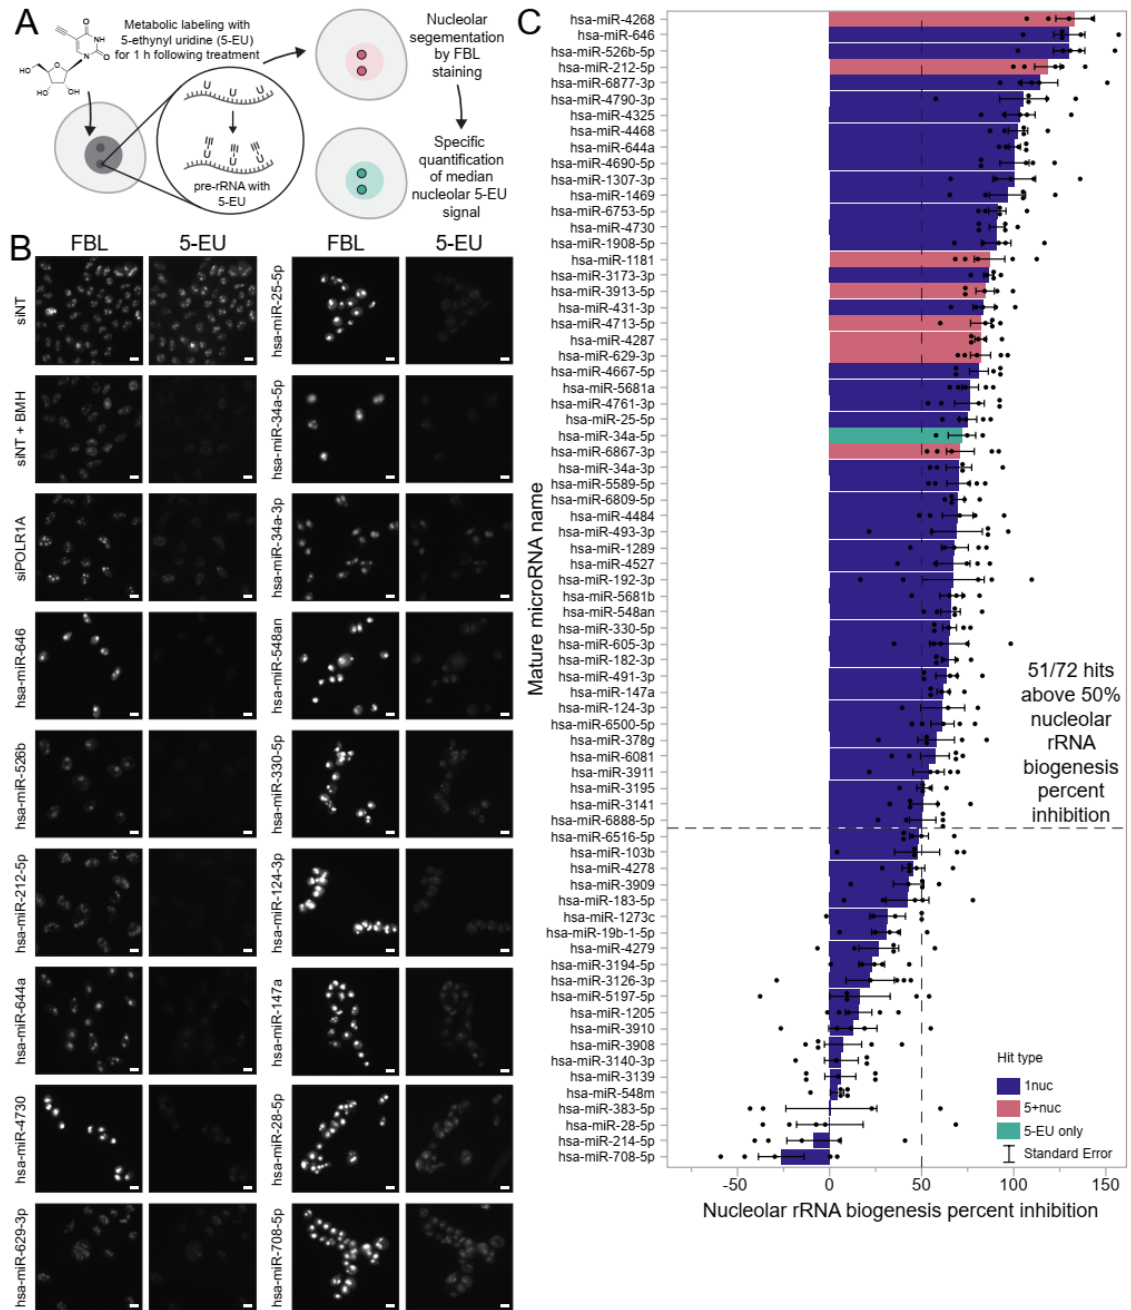 A
Metabolic labeling with
5-ethynyl uridine (5-EU)
for 1 h following treatment
O
NH
N
O
HO
O
HO
OH
U U U
U U U
pre-rRNA with
5-EU
Nucleolar
segementation
by FBL
staining
Specific
quantification
of median
nucleolar 5-EU
signal
B
FBL 5-EU FBL 5-EU
siNT
siNT + BMH
siPOLR1A
hsa-miR-646
hsa-miR-526b
hsa-miR-212-5p
hsa-miR-644a
hsa-miR-4730
hsa-miR-629-3p
hsa-miR-25-5p
hsa-miR-34a-5p
hsa-miR-34a-3p
hsa-miR-548an
hsa-miR-330-5p
hsa-miR-124-3p
hsa-miR-147a
hsa-miR-28-5p
hsa-miR-708-5p
C
Mature microRNA name
hsa-miR-4268
hsa-miR-646
hsa-miR-526b-5p
hsa-miR-212-5p
hsa-miR-6877-3p
hsa-miR-4790-3p
hsa-miR-4325
hsa-miR-4468
hsa-miR-644a
hsa-miR-4690-5p
hsa-miR-1307-3p
hsa-miR-1469
hsa-miR-6753-5p
hsa-miR-4730
hsa-miR-1908-5p
hsa-miR-1181
hsa-miR-3173-3p
hsa-miR-3913-5p
hsa-miR-431-3p
hsa-miR-4713-5p
hsa-miR-4287
hsa-miR-629-3p
hsa-miR-4667-5p
hsa-miR-5681a
hsa-miR-4761-3p
hsa-miR-25-5p
hsa-miR-34a-5p
hsa-miR-6867-3p
hsa-miR-34a-3p
hsa-miR-5589-5p
hsa-miR-6809-5p
hsa-miR-4484
hsa-miR-493-3p
hsa-miR-1289
hsa-miR-4527
hsa-miR-192-3p
hsa-miR-5681b
hsa-miR-548an
hsa-miR-330-5p
hsa-miR-605-3p
hsa-miR-182-3p
hsa-miR-491-3p
hsa-miR-147a
hsa-miR-124-3p
hsa-miR-6500-5p
hsa-miR-378g
hsa-miR-6081
hsa-miR-3911
hsa-miR-3195
hsa-miR-3141
hsa-miR-6888-5p
hsa-miR-6516-5p
hsa-miR-103b
hsa-miR-4278
hsa-miR-3909
hsa-miR-183-5p
hsa-miR-1273c
hsa-miR-19b-1-5p
hsa-miR-4279
hsa-miR-3194-5p
hsa-miR-3126-3p
hsa-miR-5197-5p
hsa-miR-1205
hsa-miR-3910
hsa-miR-3908
hsa-miR-3140-3p
hsa-miR-3139
hsa-miR-548m
hsa-miR-383-5p
hsa-miR-28-5p
hsa-miR-214-5p
hsa-miR-708-5p
51/72 hits
above 50%
nucleolar
rRNA
biogenesis
percent
inhibition
Hit type
1nuc
5+nuc
5-EU only
Standard Error
-50 0 50 100 150
Nucleolar rRNA biogenesis percent inhibition